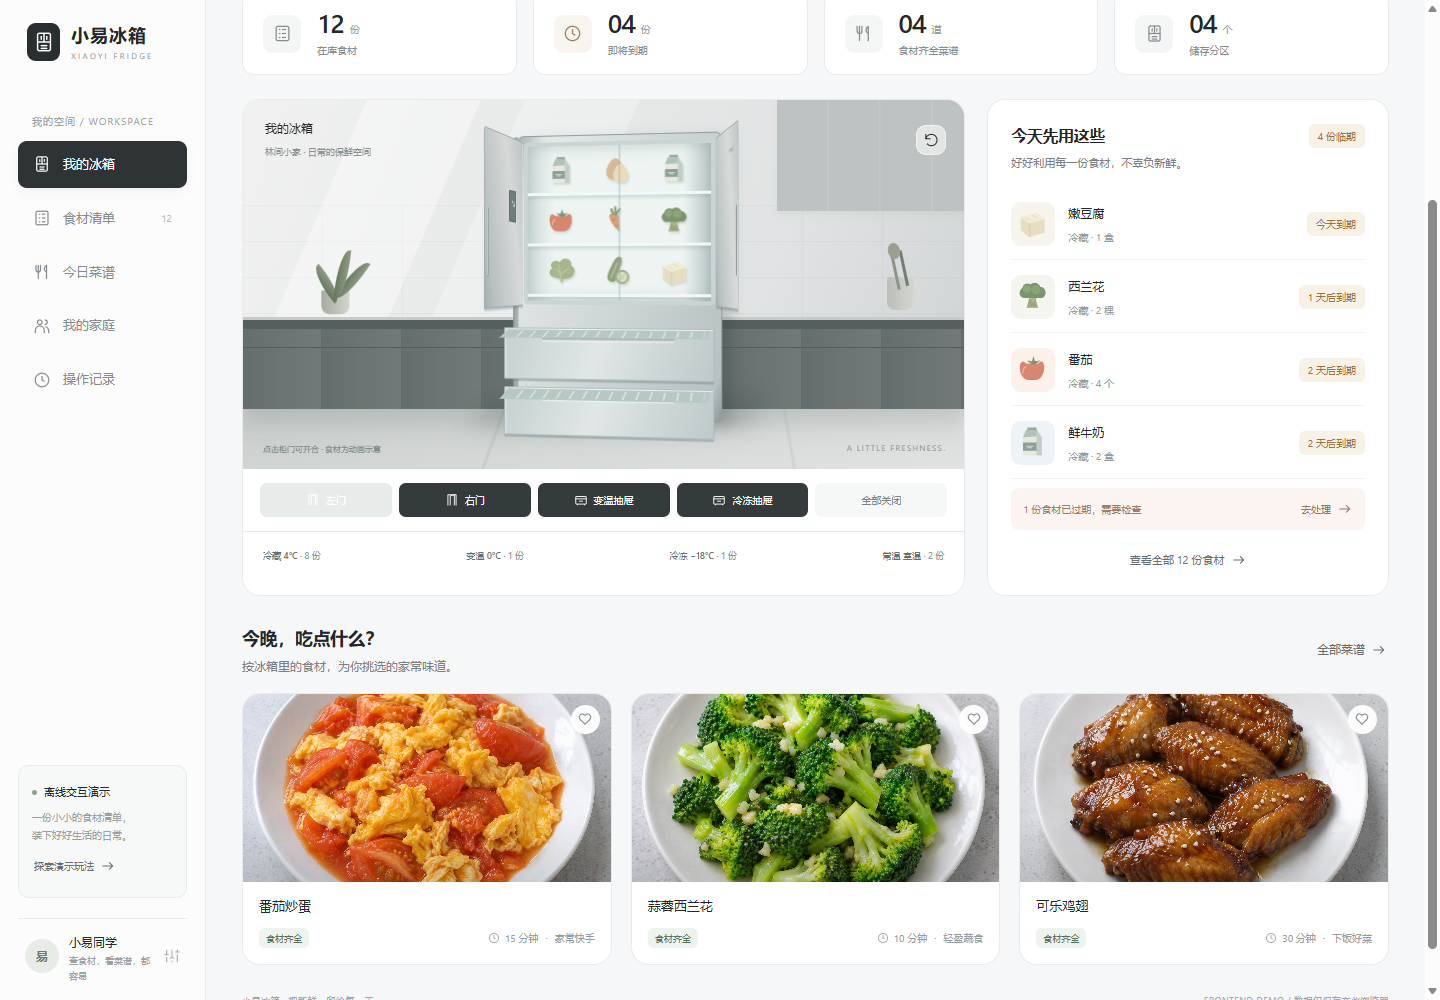 小易冰箱
XIAOYI FRIDGE
我的空间 / WORKSPACE
我的冰箱
食材清单 12
今日菜谱
我的家庭
操作记录
离线交互演示
一份小小的食材清单，
装下好好生活的日常。
探索演示玩法
易
小易同学
查食材，看菜谱，都
容易
12 份
在库食材
04 份
即将到期
04 道
食材齐全菜谱
04 个
储存分区
我的冰箱
林间小家 · 日常的保鲜空间
点击柜门可开合 · 食材为动画示意
A LITTLE FRESHNESS.
左门
右门
变温抽屉
冷冻抽屉
全部关闭
冷藏 4°C · 8 份
变温 0°C · 1 份
冷冻 −18°C · 1 份
常温 室温 · 2 份
今天先用这些
4 份临期
好好利用每一份食材，不辜负新鲜。
嫩豆腐
冷藏 · 1 盒
今天到期
西兰花
冷藏 · 2 棵
1 天后到期
番茄
冷藏 · 4 个
2 天后到期
鲜牛奶
冷藏 · 2 盒
2 天后到期
1 份食材已过期，需要检查
去处理
查看全部 12 份食材
今晚，吃点什么？
按冰箱里的食材，为你挑选的家常味道。
全部菜谱
番茄炒蛋
食材齐全
15 分钟 · 家常快手
蒜蓉西兰花
食材齐全
10 分钟 · 轻盈蔬食
可乐鸡翅
食材齐全
30 分钟 · 下饭好菜